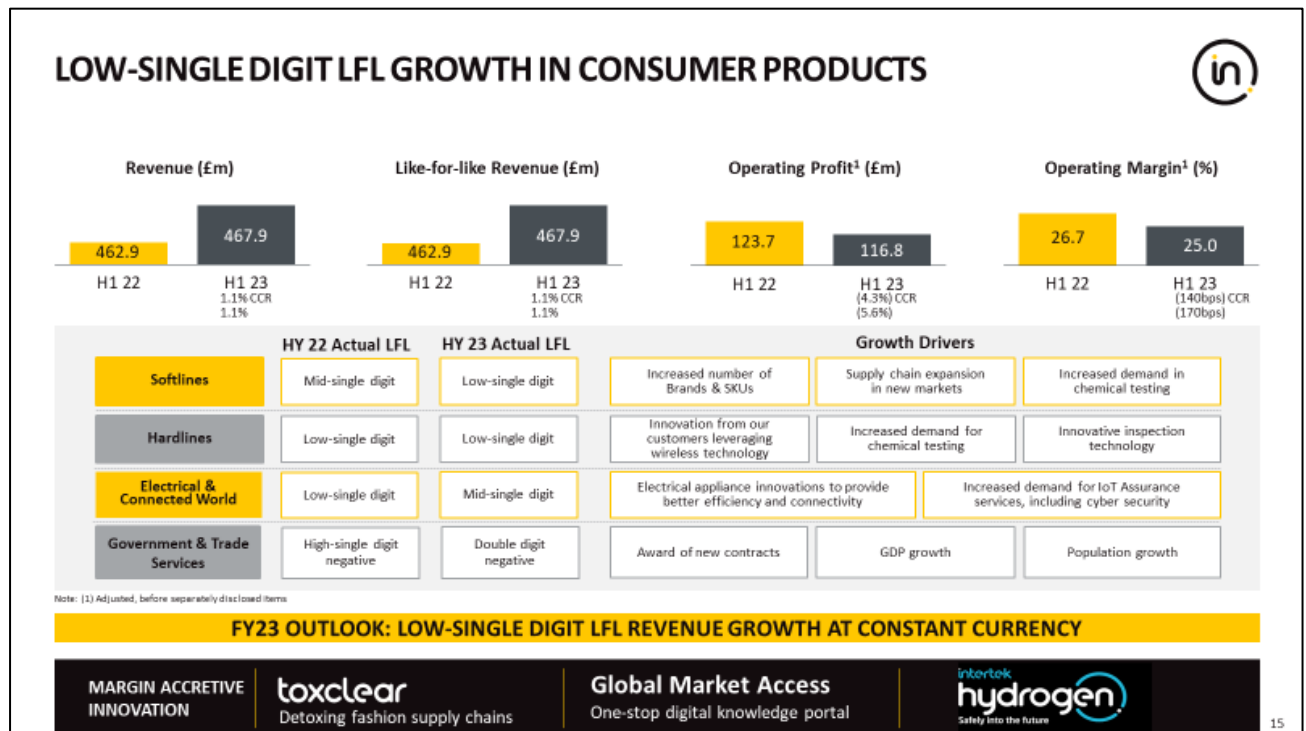 LOW-SINGLE DIGIT LFL GROWTH IN CONSUMER PRODUCTS
in
Revenue (£m)
462.9
467.9
H1 22
H1 23
1.1% CCR
1.1%
Like-for-like Revenue (£m)
462.9
467.9
H1 22
H1 23
1.1% CCR
1.1%
Operating Profit¹ (£m)
123.7
116.8
H1 22
H1 23
(4.3%) CCR
(5.6%)
Operating Margin¹ (%)
26.7
25.0
H1 22
H1 23
(140bps) CCR
(170bps)
HY 22 Actual LFL
HY 23 Actual LFL
Growth Drivers
Softlines
Mid-single digit
Low-single digit
Increased number of
Brands & SKUs
Supply chain expansion
in new markets
Increased demand in
chemical testing
Hardlines
Low-single digit
Low-single digit
Innovation from our
customers leveraging
wireless technology
Increased demand for
chemical testing
Innovative inspection
technology
Electrical &
Connected World
Low-single digit
Mid-single digit
Electrical appliance innovations to provide
better efficiency and connectivity
Increased demand for IoT Assurance
services, including cyber security
Government & Trade
Services
High-single digit
negative
Double digit
negative
Award of new contracts
GDP growth
Population growth
Note: (1) Adjusted, before separately disclosed items
FY23 OUTLOOK: LOW-SINGLE DIGIT LFL REVENUE GROWTH AT CONSTANT CURRENCY
MARGIN ACCRETIVE
INNOVATION
toxclear
Detoxing fashion supply chains
Global Market Access
One-stop digital knowledge portal
intertek
hydrogen
Safely into the future
15